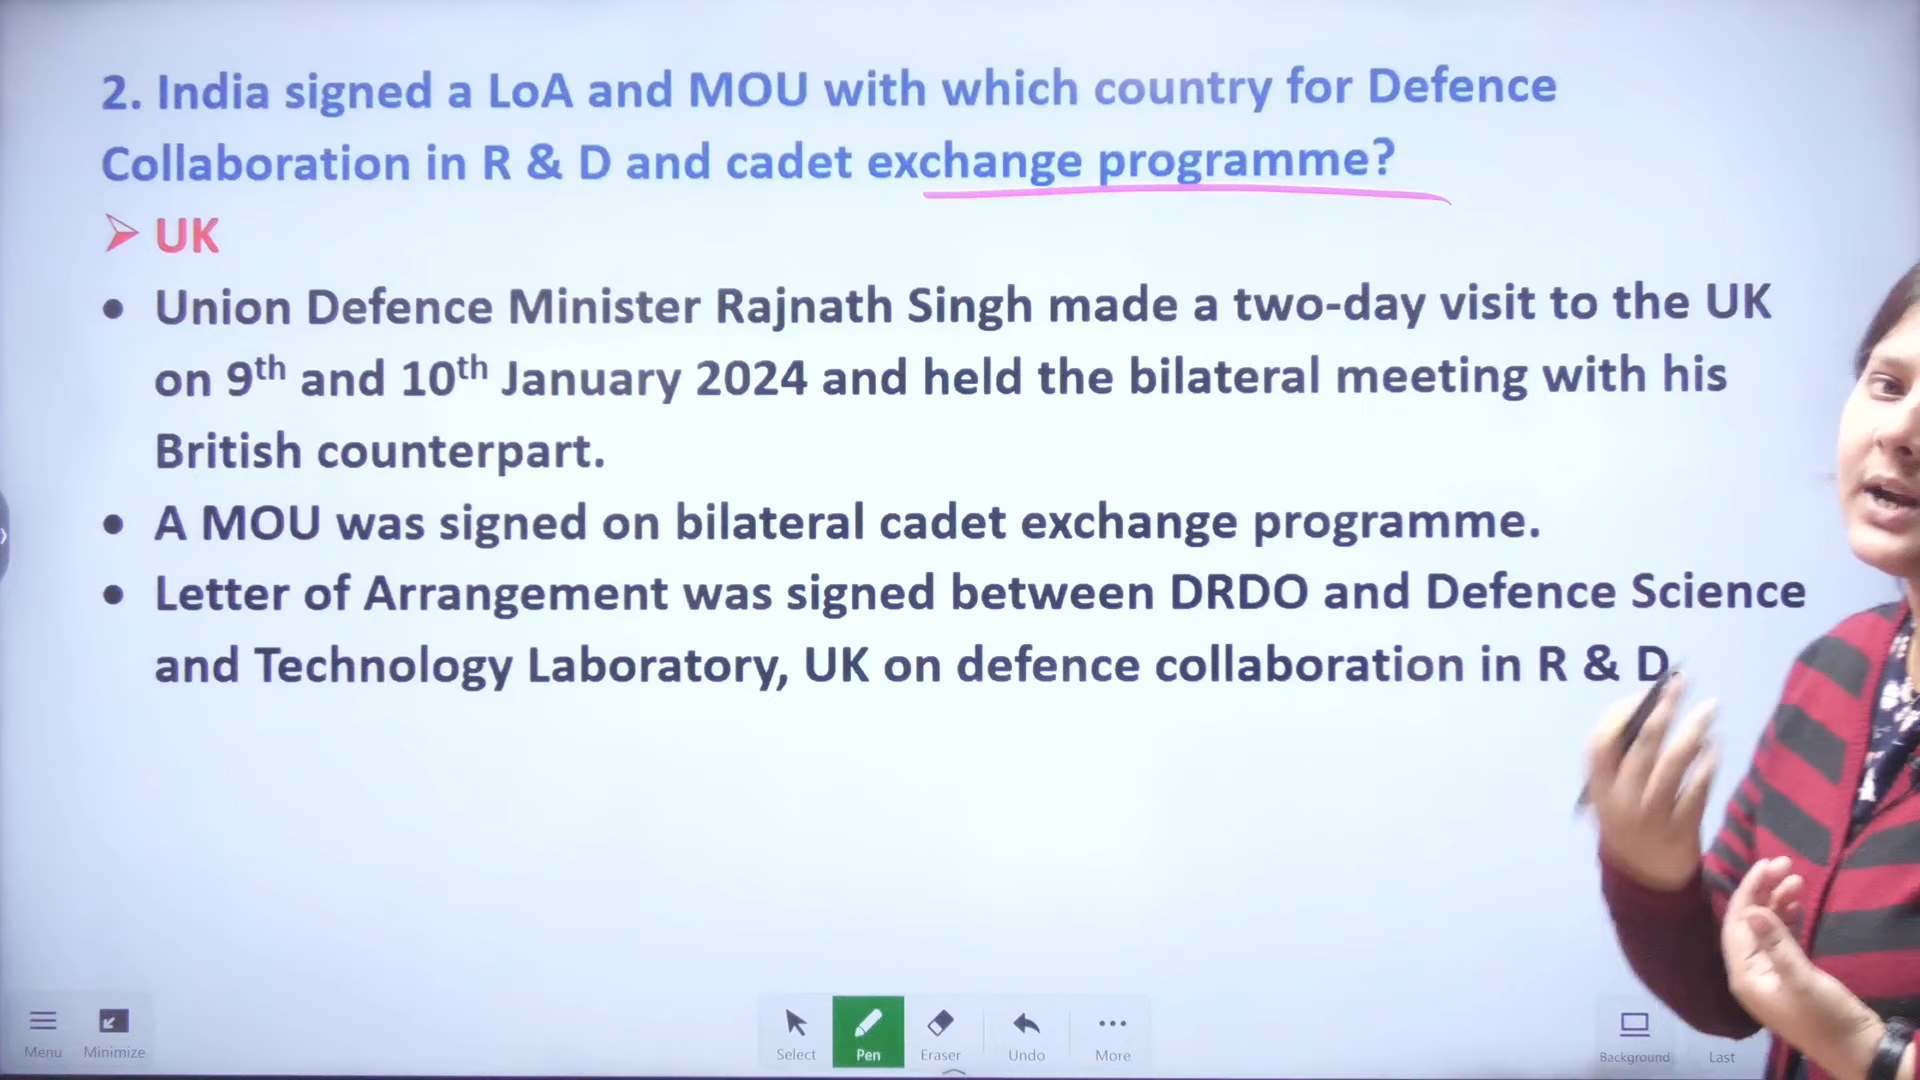 2. India signed a LoA and MOU with which country for Defence
Collaboration in R & D and cadet exchange programme?
➢ UK
• Union Defence Minister Rajnath Singh made a two-day visit to the UK
on 9th and 10th January 2024 and held the bilateral meeting with his
British counterpart.
• A MOU was signed on bilateral cadet exchange programme.
• Letter of Arrangement was signed between DRDO and Defence Science
and Technology Laboratory, UK on defence collaboration in R & D.
Menu Minimize Select Pen Eraser Undo More Background Last